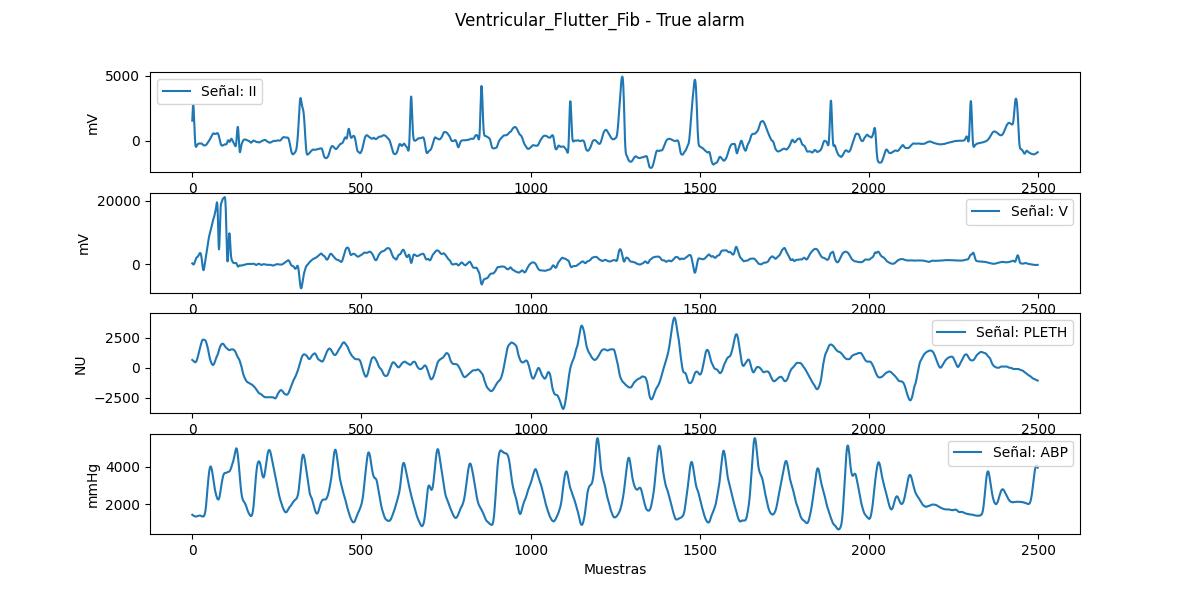 Ventricular_Flutter_Fib - True alarm
5000
0
mV
Señal: II
0 500 1000 1500 2000 2500
20000
0
mV
Señal: V
0 500 1000 1500 2000 2500
2500
0
−2500
NU
Señal: PLETH
0 500 1000 1500 2000 2500
4000
2000
mmHg
Señal: ABP
0 500 1000 1500 2000 2500
Muestras